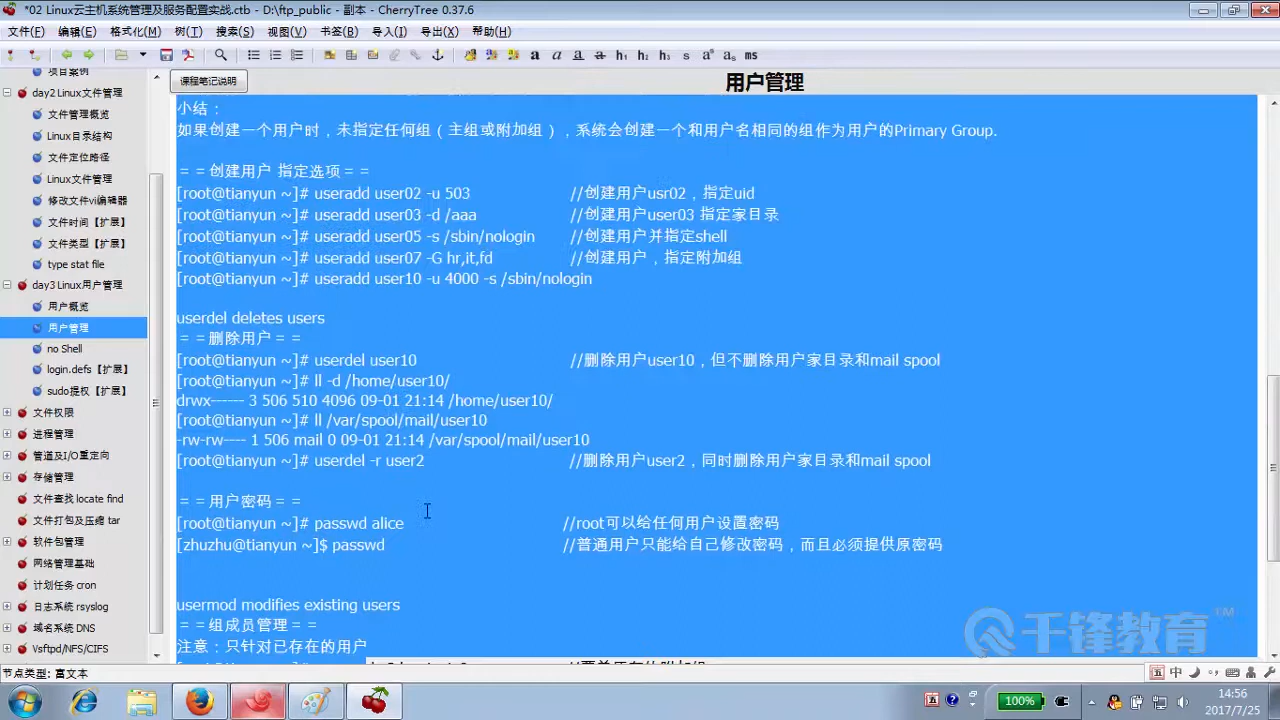 *02 Linux云主机系统管理及服务配置实战.ctb - D:\ftp_public - 副本 - CherryTree 0.37.6
文件(F) 编辑(E) 格式化(M) 树(T) 搜索(S) 视图(V) 书签(B) 导入(I) 导出(X) 帮助(H)
项目案例
day2 Linux文件管理
文件管理概览
Linux目录结构
文件定位路径
Linux文件管理
修改文件vi编辑器
文件时间【扩展】
文件类型【扩展】
type stat file
day3 Linux用户管理
用户概览
用户管理
no Shell
login.defs【扩展】
sudo提权【扩展】
文件权限
进程管理
管道及I/O重定向
存储管理
文件查找 locate find
文件打包及压缩 tar
软件包管理
网络管理基础
计划任务 cron
日志系统 rsyslog
域名系统 DNS
Vsftpd/NFS/CIFS
课程笔记说明
用户管理
小结：
如果创建一个用户时，未指定任何组（主组或附加组），系统会创建一个和用户名相同的组作为用户的Primary Group.
＝＝创建用户 指定选项＝＝
[root@tianyun ~]# useradd user02 -u 503 //创建用户usr02，指定uid
[root@tianyun ~]# useradd user03 -d /aaa //创建用户user03 指定家目录
[root@tianyun ~]# useradd user05 -s /sbin/nologin //创建用户并指定shell
[root@tianyun ~]# useradd user07 -G hr,it,fd //创建用户，指定附加组
[root@tianyun ~]# useradd user10 -u 4000 -s /sbin/nologin
userdel deletes users
＝＝删除用户＝＝
[root@tianyun ~]# userdel user10 //删除用户user10，但不删除用户家目录和mail spool
[root@tianyun ~]# ll -d /home/user10/
drwx------ 3 506 510 4096 09-01 21:14 /home/user10/
[root@tianyun ~]# ll /var/spool/mail/user10
-rw-rw---- 1 506 mail 0 09-01 21:14 /var/spool/mail/user10
[root@tianyun ~]# userdel -r user2 //删除用户user2，同时删除用户家目录和mail spool
＝＝用户密码＝＝
[root@tianyun ~]# passwd alice //root可以给任何用户设置密码
[zhuzhu@tianyun ~]$ passwd //普通用户只能给自己修改密码，而且必须提供原密码
usermod modifies existing users
＝＝组成员管理＝＝
注意：只针对已存在的用户
千锋教育™
节点类型: 富文本
100%
14:56
2017/7/25